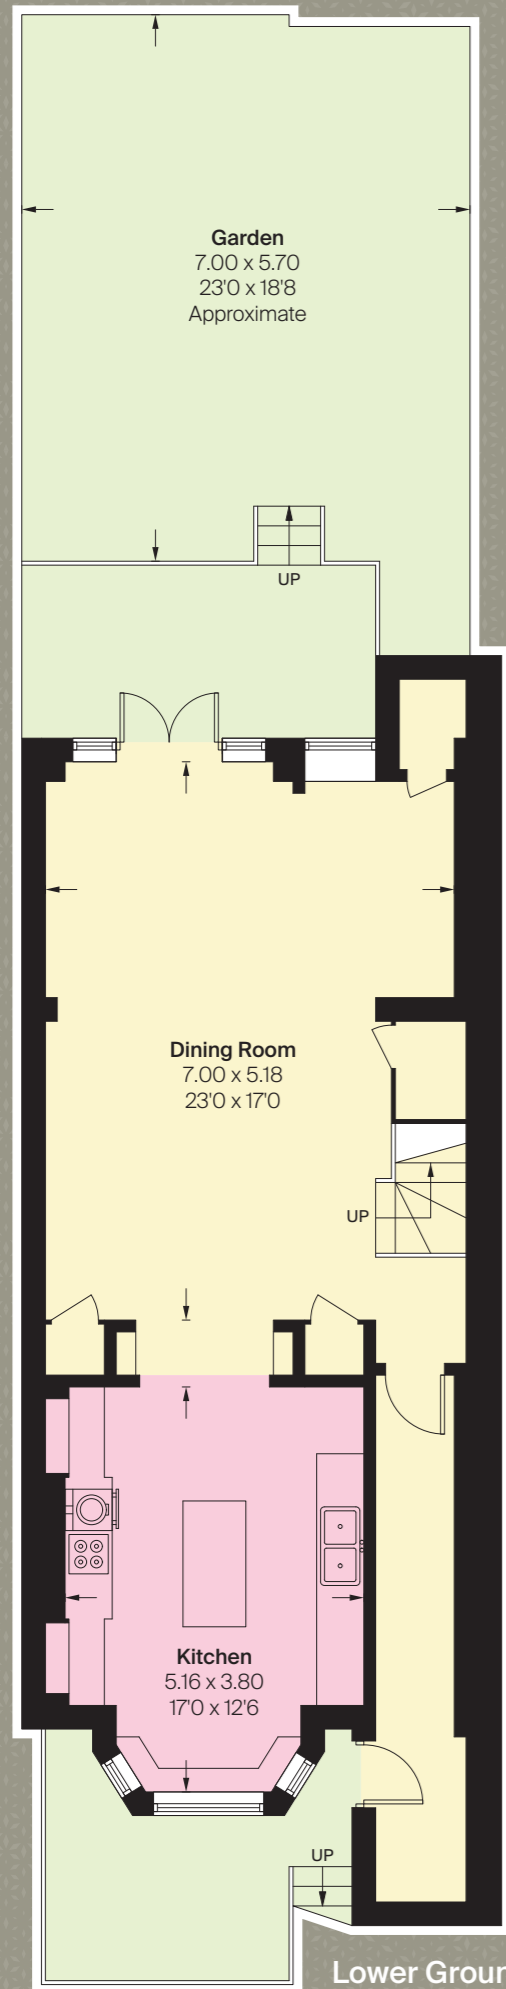 Garden
7.00 x 5.70
23'0 x 18'8
Approximate
UP
Dining Room
7.00 x 5.18
23'0 x 17'0
UP
Kitchen
5.16 x 3.80
17'0 x 12'6
UP
Lower Groun